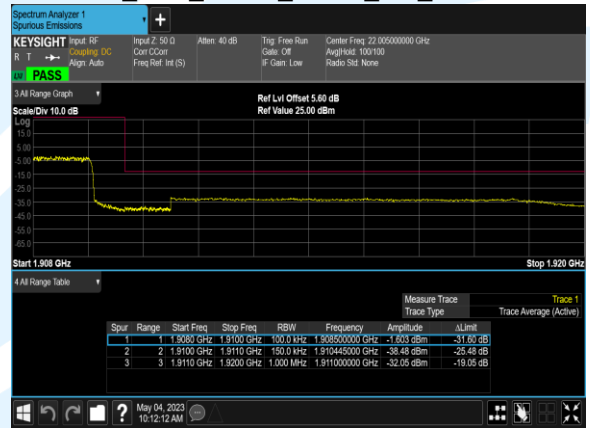 Spectrum Analyzer 1
Spurious Emissions
KEYSIGHT Input: RF Input Z: 50 Ω Atten: 40 dB Trig: Free Run Center Freq: 22.005000000 GHz
R T Coupling: DC Corr CCorr Gate: Off Avg|Hold: 100/100
Align: Auto Freq Ref: Int (S) IF Gain: Low Radio Std: None
PASS
3 All Range Graph
Ref Lvl Offset 5.60 dB
Scale/Div 10.0 dB Ref Value 25.00 dBm
Log
15.0
5.00
-5.00
-15.0
-25.0
-35.0
-45.0
-55.0
-65.0
Start 1.908 GHz Stop 1.920 GHz
4 All Range Table
Measure Trace Trace 1
Trace Type Trace Average (Active)
Spur Range Start Freq Stop Freq RBW Frequency Amplitude ΔLimit
1 1 1.9080 GHz 1.9100 GHz 100.0 kHz 1.908500000 GHz -1.603 dBm -31.60 dB
2 2 1.9100 GHz 1.9110 GHz 150.0 kHz 1.910445000 GHz -38.48 dBm -25.48 dB
3 3 1.9110 GHz 1.9200 GHz 1.000 MHz 1.911000000 GHz -32.05 dBm -19.05 dB
? May 04, 2023
10:12:12 AM